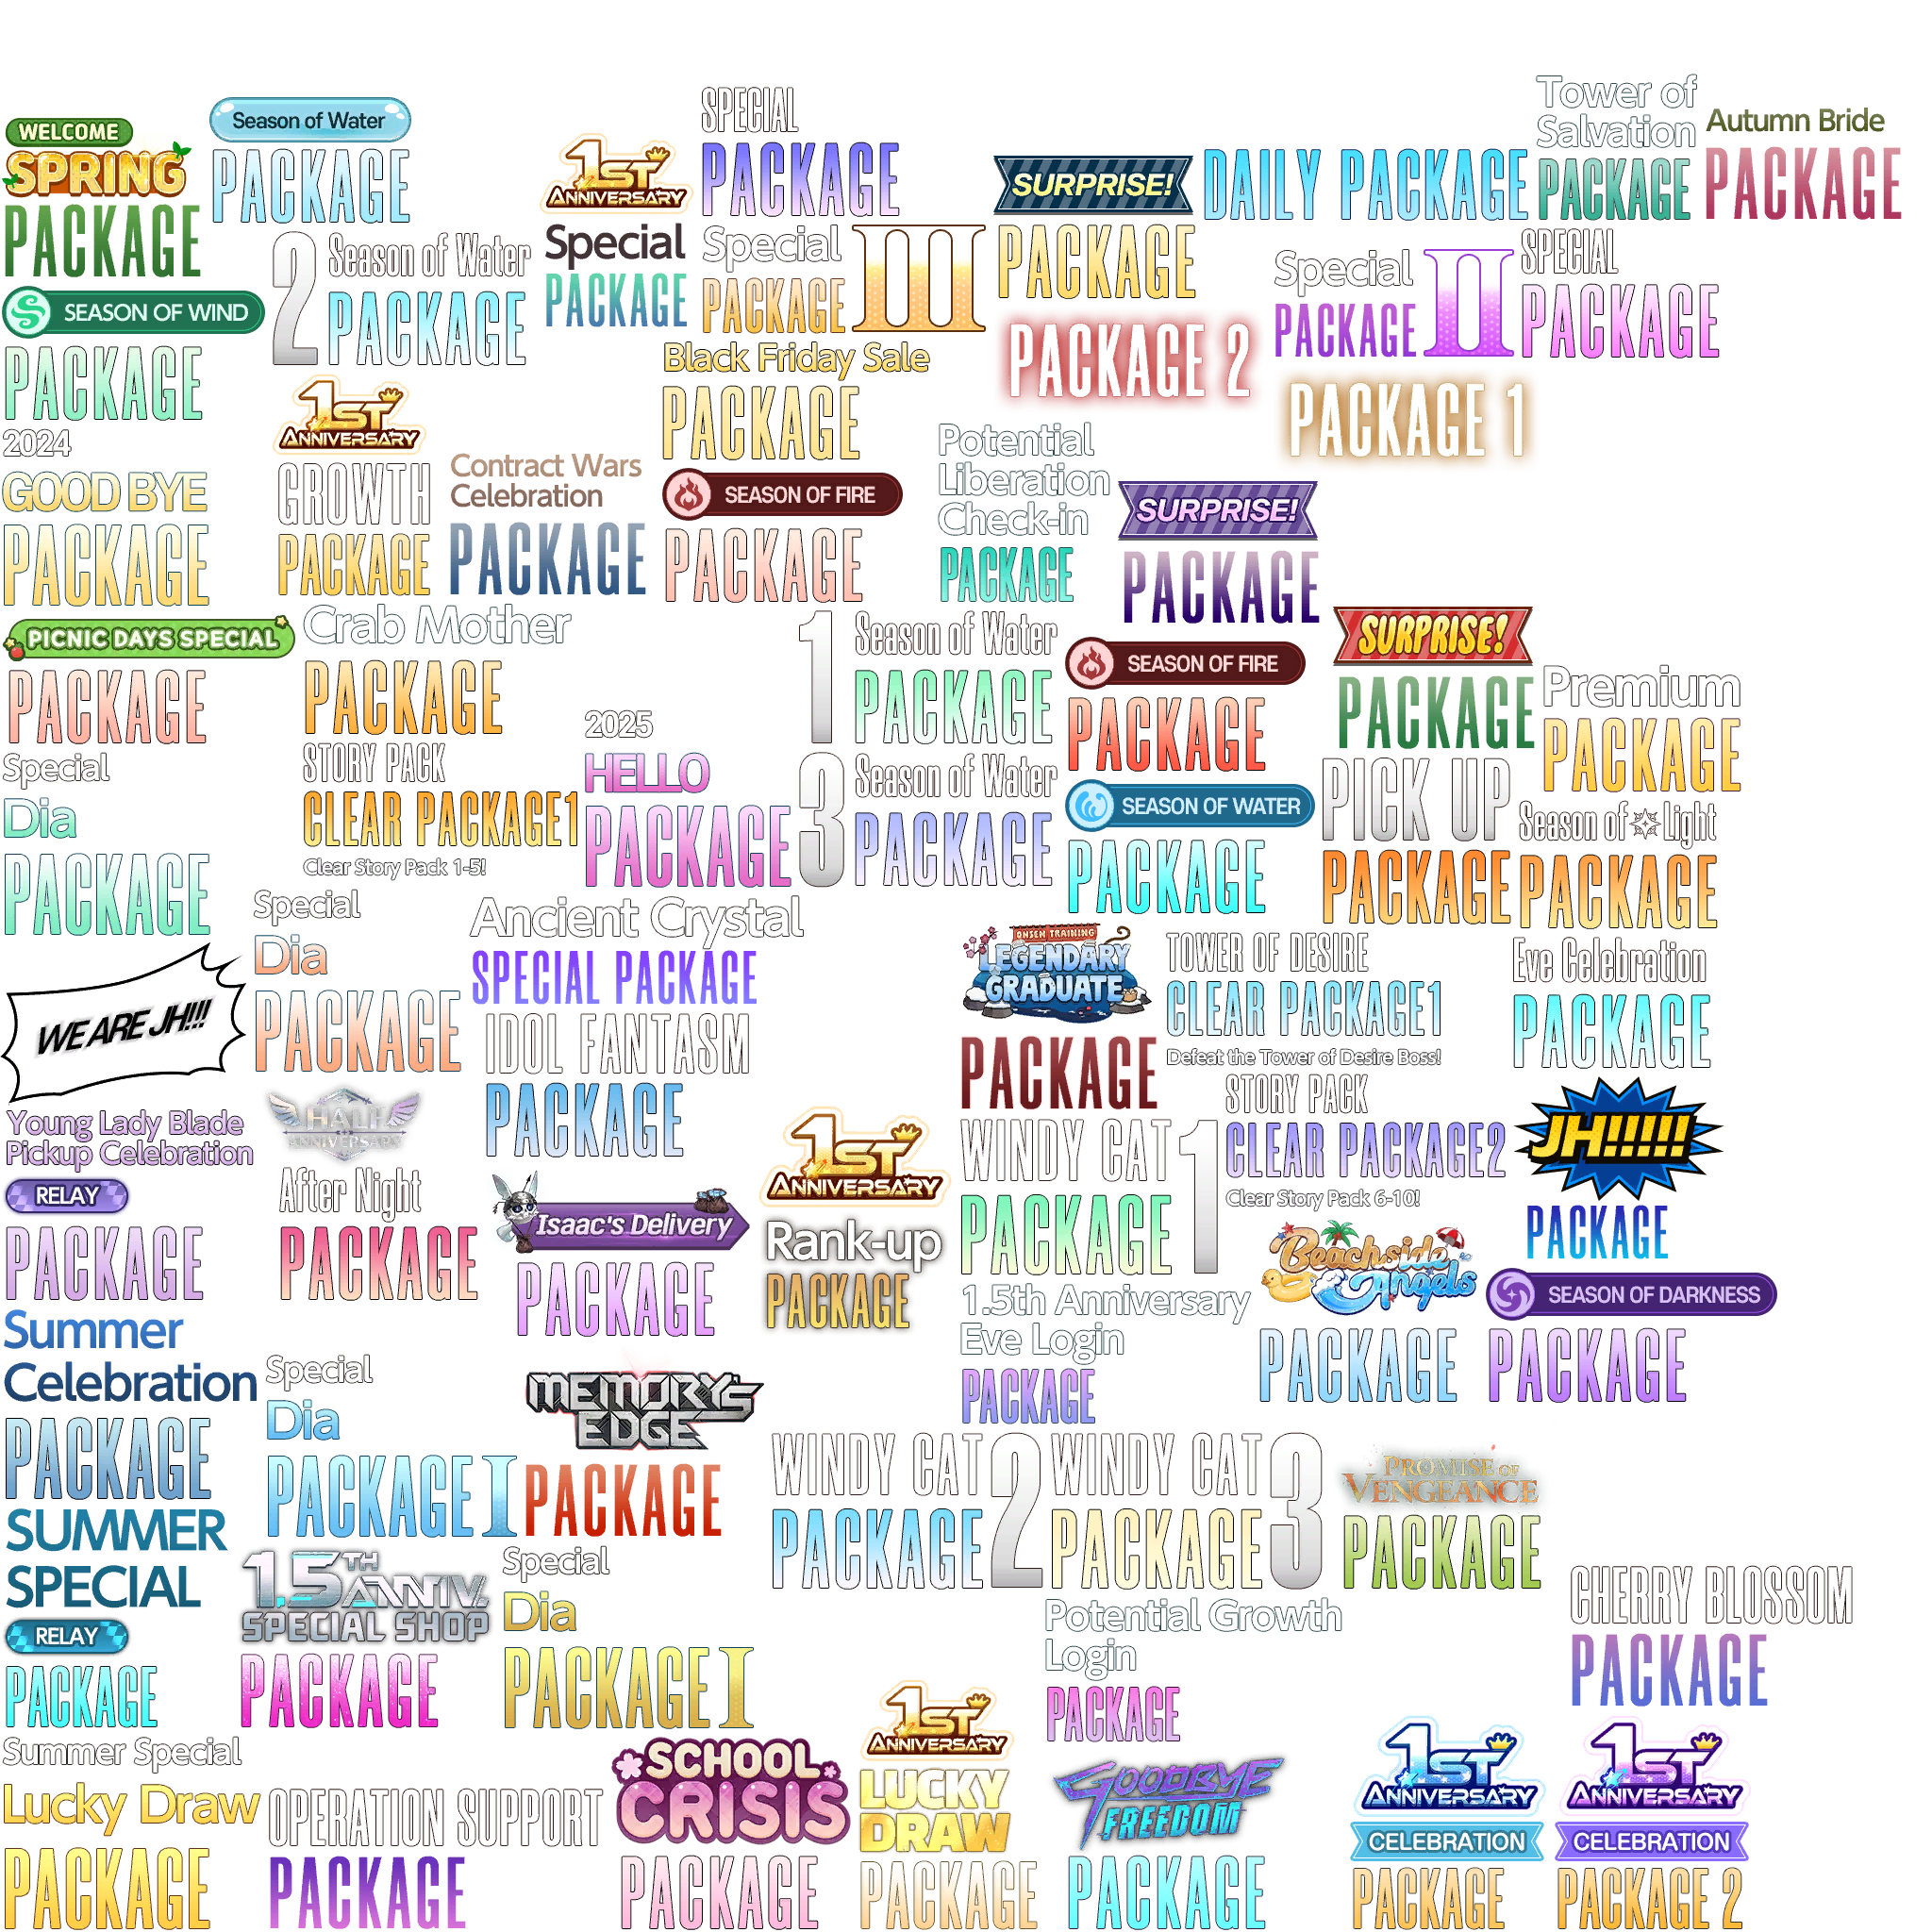 WELCOME
SPRING
PACKAGE
Season of Water
PACKAGE
1ST
ANNIVERSARY
Special
PACKAGE
SPECIAL
PACKAGE
Special
PACKAGE
III
SURPRISE!
PACKAGE
DAILY PACKAGE
Tower of
Salvation
PACKAGE
Autumn Bride
PACKAGE
2
Season of Water
PACKAGE
Special
PACKAGE
II
SPECIAL
PACKAGE
SEASON OF WIND
PACKAGE
PACKAGE 2
Black Friday Sale
PACKAGE
PACKAGE 1
2024
GOOD BYE
PACKAGE
1ST
ANNIVERSARY
GROWTH
PACKAGE
Contract Wars
Celebration
PACKAGE
SEASON OF FIRE
PACKAGE
Potential
Liberation
Check-in
PACKAGE
SURPRISE!
PACKAGE
PICNIC DAYS SPECIAL
PACKAGE
Crab Mother
PACKAGE
1
Season of Water
PACKAGE
SEASON OF FIRE
PACKAGE
SURPRISE!
PACKAGE
Premium
PACKAGE
Special
Dia
PACKAGE
STORY PACK
CLEAR PACKAGE1
Clear Story Pack 1-5!
2025
HELLO
PACKAGE
3
Season of Water
PACKAGE
SEASON OF WATER
PACKAGE
PICK UP
PACKAGE
Season of Light
PACKAGE
WE ARE JH!!!
Special
Dia
PACKAGE
Ancient Crystal
SPECIAL PACKAGE
IDOL FANTASM
PACKAGE
ONSEN TRAINING
LEGENDARY
GRADUATE
PACKAGE
TOWER OF DESIRE
CLEAR PACKAGE1
Defeat the Tower of Desire Boss!
Eve Celebration
PACKAGE
Young Lady Blade
Pickup Celebration
RELAY
PACKAGE
HALF
ANNIVERSARY
After Night
PACKAGE
Isaac's Delivery
PACKAGE
1ST
ANNIVERSARY
Rank-up
PACKAGE
WINDY CAT
PACKAGE
1
STORY PACK
CLEAR PACKAGE2
Clear Story Pack 6-10!
JH!!!!!
PACKAGE
Summer
Celebration
PACKAGE
Special
Dia
PACKAGE I
MEMORY'S
EDGE
PACKAGE
1.5th Anniversary
Eve Login
PACKAGE
Beachside
Angels
PACKAGE
SEASON OF DARKNESS
PACKAGE
SUMMER
SPECIAL
RELAY
PACKAGE
1.5TH ANNIV.
SPECIAL SHOP
PACKAGE
Special
Dia
PACKAGE I
WINDY CAT
PACKAGE
2
WINDY CAT
PACKAGE
3
PROMISE OF
VENGEANCE
PACKAGE
Potential Growth
Login
PACKAGE
CHERRY BLOSSOM
PACKAGE
Summer Special
Lucky Draw
PACKAGE
OPERATION SUPPORT
PACKAGE
SCHOOL
CRISIS
PACKAGE
1ST
ANNIVERSARY
LUCKY
DRAW
PACKAGE
GOODBYE
FREEDOM
PACKAGE
1ST
ANNIVERSARY
CELEBRATION
PACKAGE
1ST
ANNIVERSARY
CELEBRATION
PACKAGE 2